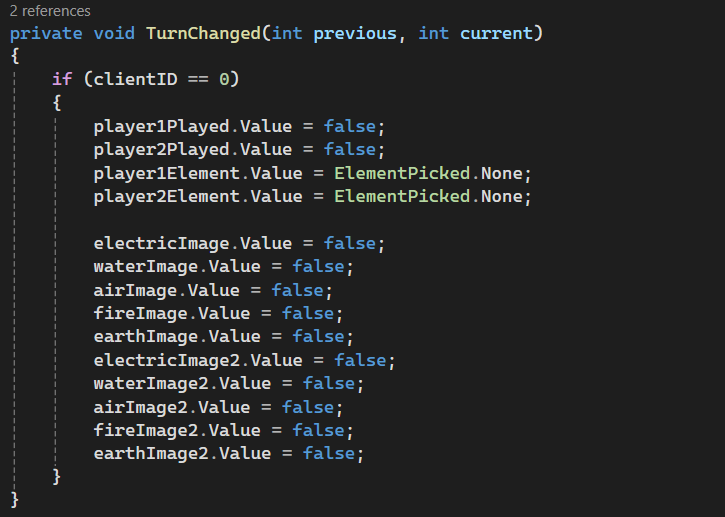 2 references
private void TurnChanged(int previous, int current)
{
if (clientID == 0)
{
player1Played.Value = false;
player2Played.Value = false;
player1Element.Value = ElementPicked.None;
player2Element.Value = ElementPicked.None;
electricImage.Value = false;
waterImage.Value = false;
airImage.Value = false;
fireImage.Value = false;
earthImage.Value = false;
electricImage2.Value = false;
waterImage2.Value = false;
airImage2.Value = false;
fireImage2.Value = false;
earthImage2.Value = false;
}
}